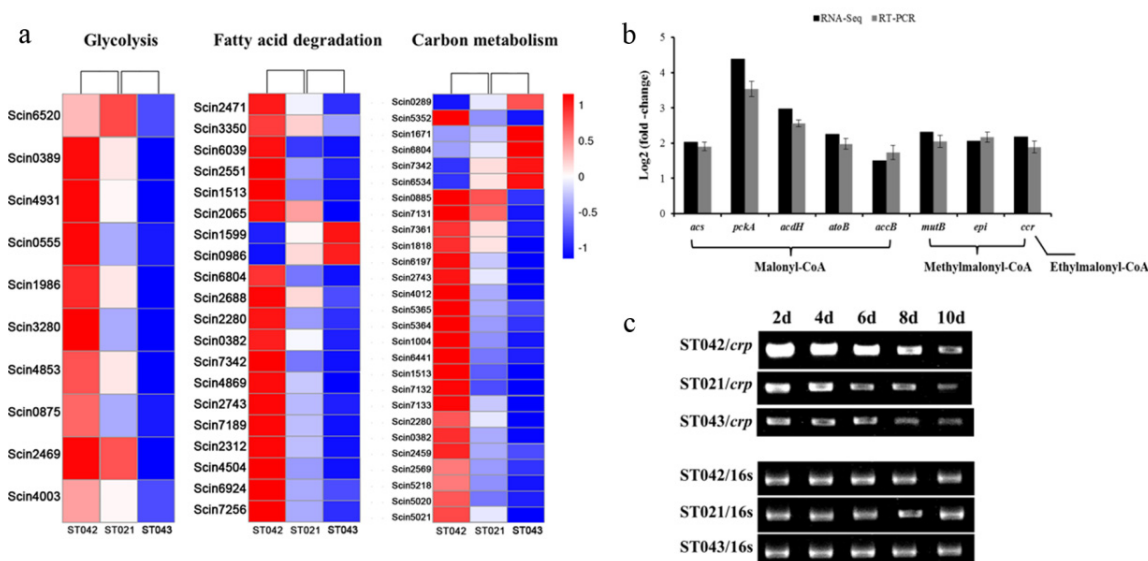 a
Glycolysis
Scin6520
Scin0389
Scin4931
Scin0555
Scin1986
Scin3280
Scin4853
Scin0875
Scin2469
Scin4003
ST042 ST021 ST043
Fatty acid degradation
Scin2471
Scin3350
Scin6039
Scin2551
Scin1513
Scin2065
Scin1599
Scin0986
Scin6804
Scin2688
Scin2280
Scin0382
Scin7342
Scin4869
Scin2743
Scin7189
Scin2312
Scin4504
Scin6924
Scin7256
ST042 ST021 ST043
Carbon metabolism
Scin0289
Scin5352
Scin1671
Scin6804
Scin7342
Scin6534
Scin0885
Scin7131
Scin7361
Scin1818
Scin6197
Scin2743
Scin4012
Scin5365
Scin5364
Scin1004
Scin6441
Scin1513
Scin7132
Scin7133
Scin2280
Scin0382
Scin2459
Scin2569
Scin5218
Scin5020
Scin5021
ST042 ST021 ST043
1
0.5
0
-0.5
-1
b
RNA-Seq RT-PCR
Log2 (fold -change)
5
4
3
2
1
0
acs pckA acdH atoB accB mutB epi ccr
Malonyl-CoA Methylmalonyl-CoA Ethylmalonyl-CoA
c
2d 4d 6d 8d 10d
ST042/crp
ST021/crp
ST043/crp
ST042/16s
ST021/16s
ST043/16s